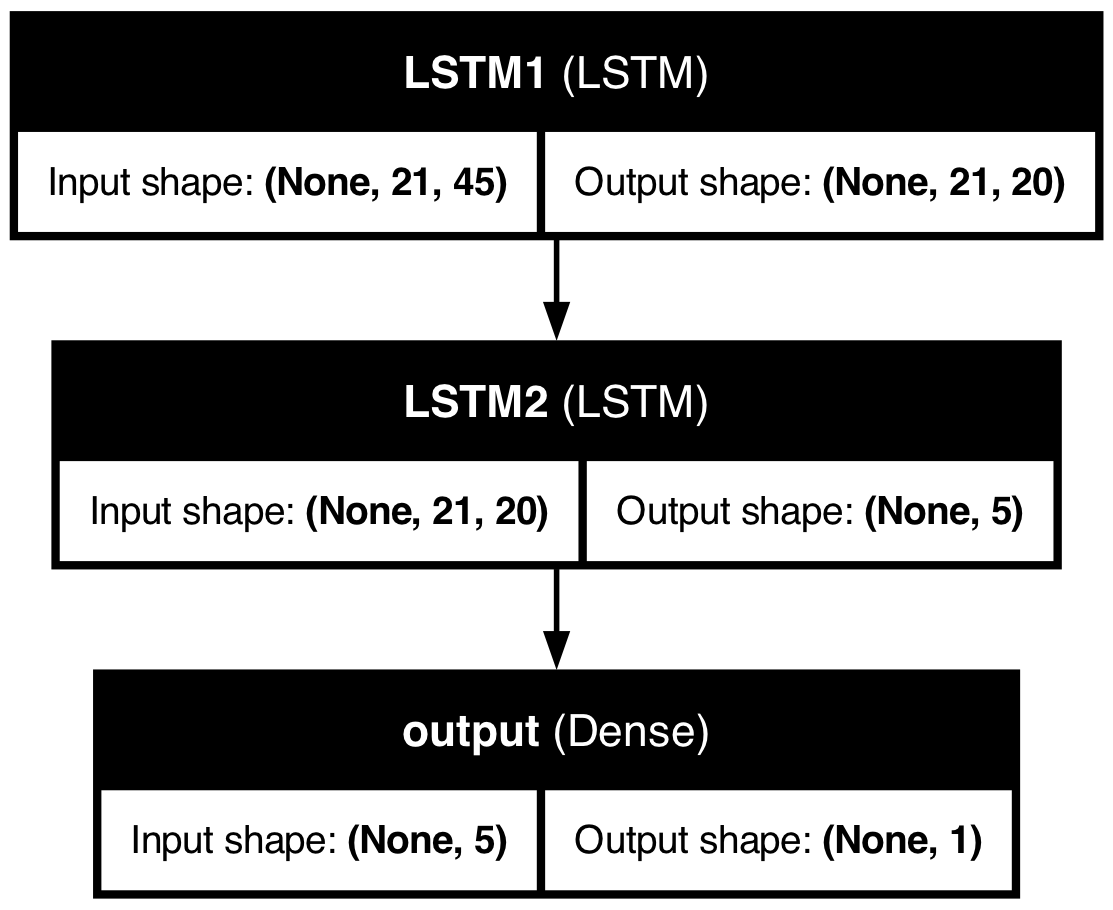 LSTM1 (LSTM)
Input shape: (None, 21, 45) Output shape: (None, 21, 20)
LSTM2 (LSTM)
Input shape: (None, 21, 20) Output shape: (None, 5)
output (Dense)
Input shape: (None, 5) Output shape: (None, 1)